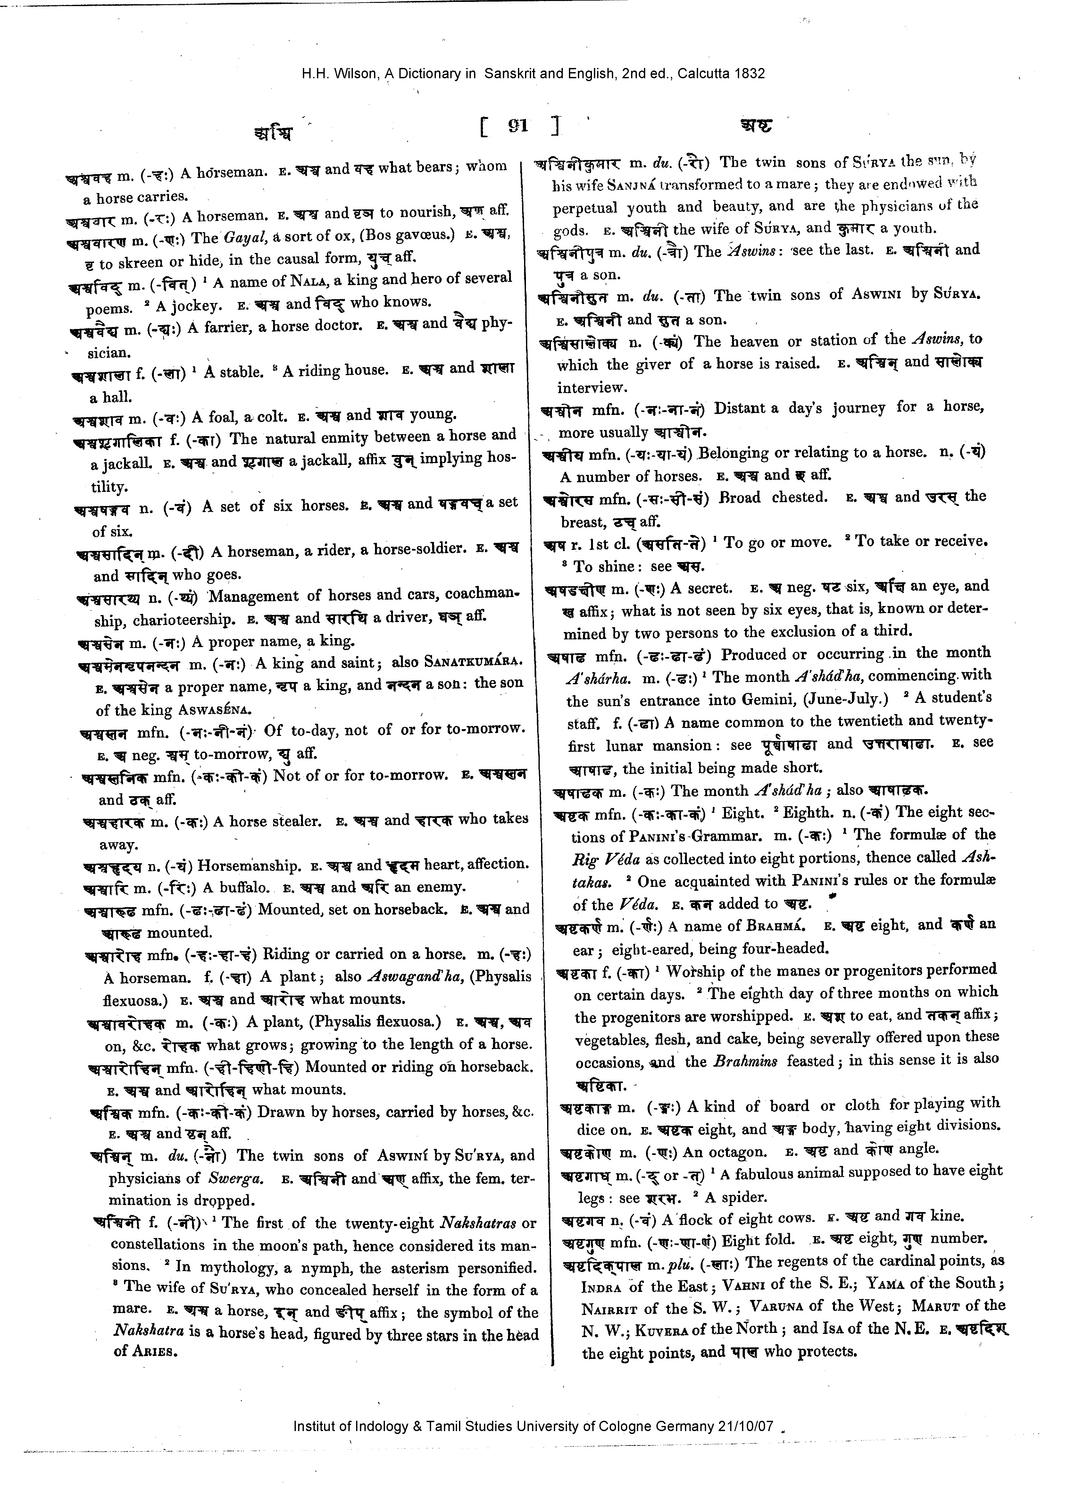 H.H. Wilson, A Dictionary in Sanskrit and English, 2nd ed., Calcutta 1832
अश्वि
[ 91 ]
अष्ट
अश्ववह m. (-हः) A horseman. E. अश्व and वह what bears; whom
a horse carries.
अश्ववार m. (-रः) A horseman. E. अश्व and वृञ to nourish, अण् aff.
अश्ववारण m. (-णः) The Gayal, a sort of ox, (Bos gavœus.) E. अश्व,
वृ to skreen or hide, in the causal form, युच् aff.
अश्वविद् m. (-वित्) ¹ A name of NALA, a king and hero of several
poems. ² A jockey. E. अश्व and विद् who knows.
अश्ववैद्य m. (-द्यः) A farrier, a horse doctor. E. अश्व and वैद्य phy-
sician.
अश्वशाला f. (-ला) ¹ A stable. ² A riding house. E. अश्व and शाला
a hall.
अश्वशाव m. (-वः) A foal, a colt. E. अश्व and शाव young.
अश्वशृगालिका f. (-का) The natural enmity between a horse and
a jackall. E. अश्व and शृगाल a jackall, affix वुन् implying hos-
tility.
अश्वषङ्गव n. (-वं) A set of six horses. E. अश्व and षङ्गवच् a set
of six.
अश्वसादिन् m. (-दी) A horseman, a rider, a horse-soldier. E. अश्व
and सादिन् who goes.
अश्वसारथ्य n. (-थ्यं) Management of horses and cars, coachman-
ship, charioteership. E. अश्व and सारथि a driver, घञ् aff.
अश्वसेन m. (-नः) A proper name, a king.
अश्वसेननृपनन्दन m. (-नः) A king and saint; also SANATKUMÁRA.
E. अश्वसेन a proper name, नृप a king, and नन्दन a son: the son
of the king ASWASÉNA.
अश्वस्तन mfn. (-नः-नी-नं) Of to-day, not of or for to-morrow.
E. अ neg. श्वस् to-morrow, द्यु aff.
अश्वस्तनिक mfn. (-कः-की-कं) Not of or for to-morrow. E. अश्वस्तन
and ठक् aff.
अश्वहारक m. (-कः) A horse stealer. E. अश्व and हारक who takes
away.
अश्वहृदय n. (-यं) Horsemanship. E. अश्व and हृदय heart, affection.
अश्वारि m. (-रिः) A buffalo. E. अश्व and अरि an enemy.
अश्वारूढ mfn. (-ढः-ढा-ढं) Mounted, set on horseback. E. अश्व and
आरूढ mounted.
अश्वारोह mfn. (-हः-हा-हं) Riding or carried on a horse. m. (-हः)
A horseman. f. (-हा) A plant; also Aswagand'ha, (Physalis
flexuosa.) E. अश्व and आरोह what mounts.
अश्वावरोहक m. (-कः) A plant, (Physalis flexuosa.) E. अश्व, अव
on, &c. रोहक what grows; growing to the length of a horse.
अश्वारोहिन् mfn. (-ही-हिणी-हि) Mounted or riding on horseback.
E. अश्व and आरोहिन् what mounts.
अश्विक mfn. (-कः-की-कं) Drawn by horses, carried by horses, &c.
E. अश्व and ठन् aff.
अश्विन् m. du. (-नौ) The twin sons of ASWINÍ by SU'RYA, and
physicians of Swerga. E. अश्विनी and अण् affix, the fem. ter-
mination is dropped.
अश्विनी f. (-नी) ¹ The first of the twenty-eight Nakshatras or
constellations in the moon's path, hence considered its man-
sions. ² In mythology, a nymph, the asterism personified.
³ The wife of SU'RYA, who concealed herself in the form of a
mare. E. अश्व a horse, इन् and ङीप् affix; the symbol of the
Nakshatra is a horse's head, figured by three stars in the head
of ARIES.
अश्विनीकुमार m. du. (-रौ) The twin sons of SÚRYA the sun, by
his wife SANJNÁ transformed to a mare; they are endowed with
perpetual youth and beauty, and are the physicians of the
gods. E. अश्विनी the wife of SÚRYA, and कुमार a youth.
अश्विनीपुत्र m. du. (-त्रौ) The Aswins: see the last. E. अश्विनी and
पुत्र a son.
अश्विनीसुत m. du. (-तौ) The twin sons of ASWINI by SÚRYA.
E. अश्विनी and सुत a son.
अश्विसालोक्य n. (-क्यं) The heaven or station of the Aswins, to
which the giver of a horse is raised. E. अश्विन् and सालोक्य
interview.
अश्वीन mfn. (-नः-ना-नं) Distant a day's journey for a horse,
more usually आश्वीन.
अश्वीय mfn. (-यः-या-यं) Belonging or relating to a horse. n. (-यं)
A number of horses. E. अश्व and छ aff.
अश्वोरस mfn. (-सः-सी-सं) Broad chested. E. अश्व and उरस् the
breast, टच् aff.
अष r. 1st cl. (अषति-ते) ¹ To go or move. ² To take or receive.
³ To shine: see अस.
अषडक्षीण m. (-णः) A secret. E. अ neg. षट six, अक्षि an eye, and
ख affix; what is not seen by six eyes, that is, known or deter-
mined by two persons to the exclusion of a third.
अषाढ mfn. (-ढः-ढा-ढं) Produced or occurring in the month
A'shárha. m. (-ढः) ¹ The month A'shád'ha, commencing with
the sun's entrance into Gemini, (June-July.) ² A student's
staff. f. (-ढा) A name common to the twentieth and twenty-
first lunar mansion: see पूर्वाषाढा and उत्तराषाढा. E. see
आषाढ, the initial being made short.
अषाढक m. (-कः) The month A'shád'ha; also आषाढक.
अष्टक mfn. (-कः-का-कं) ¹ Eight. ² Eighth. n. (-कं) The eight sec-
tions of PANINI's Grammar. m. (-कः) ¹ The formulæ of the
Rig Véda as collected into eight portions, thence called Ash-
takas. ² One acquainted with PANINI's rules or the formulæ
of the Véda. E. कन added to अष्ट.
अष्टकर्ण m. (-र्णः) A name of BRAHMÁ. E. अष्ट eight, and कर्ण an
ear; eight-eared, being four-headed.
अष्टका f. (-का) ¹ Worship of the manes or progenitors performed
on certain days. ² The eighth day of three months on which
the progenitors are worshipped. E. अश् to eat, and तकन् affix;
vegetables, flesh, and cake, being severally offered upon these
occasions, and the Brahmins feasted; in this sense it is also
अष्टिका.
अष्टकाङ्ग m. (-ङ्गः) A kind of board or cloth for playing with
dice on. E. अष्टक eight, and अङ्ग body, having eight divisions.
अष्टकोण m. (-णः) An octagon. E. अष्ट and कोण angle.
अष्टगाध् m. (-द् or -त्) ¹ A fabulous animal supposed to have eight
legs: see शरभ. ² A spider.
अष्टगव n. (-वं) A flock of eight cows. E. अष्ट and गव kine.
अष्टगुण mfn. (-णः-णा-णं) Eight fold. E. अष्ट eight, गुण number.
अष्टदिक्पाल m. plu. (-लाः) The regents of the cardinal points, as
INDRA of the East; VAHNI of the S. E.; YAMA of the South;
NAIRRIT of the S. W.; VARUNA of the West; MARUT of the
N. W.; KUVERA of the North; and ISA of the N. E. E. अष्टदिश्
the eight points, and पाल who protects.
Institut of Indology & Tamil Studies University of Cologne Germany 21/10/07